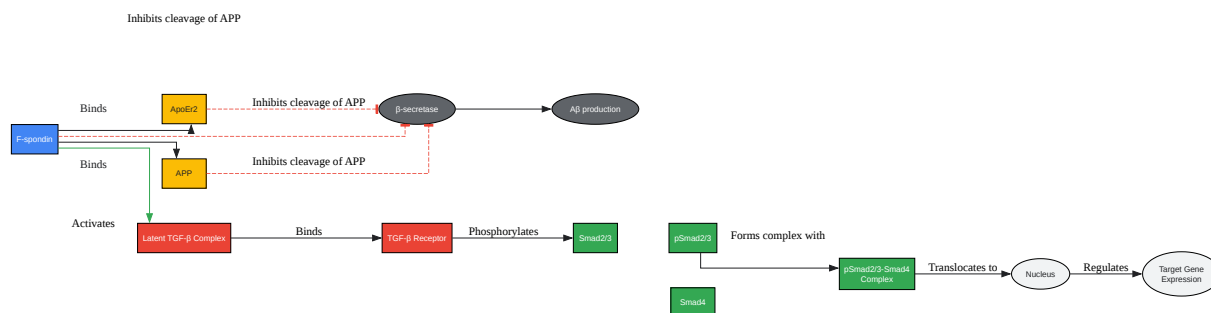 Inhibits cleavage of APP
Binds
ApoEr2
Inhibits cleavage of APP
β-secretase
Aβ production
F-spondin
Binds
APP
Inhibits cleavage of APP
Activates
Latent TGF-β Complex
Binds
TGF-β Receptor
Phosphorylates
Smad2/3
pSmad2/3
Forms complex with
pSmad2/3-Smad4
Complex
Translocates to
Nucleus
Regulates
Target Gene
Expression
Smad4